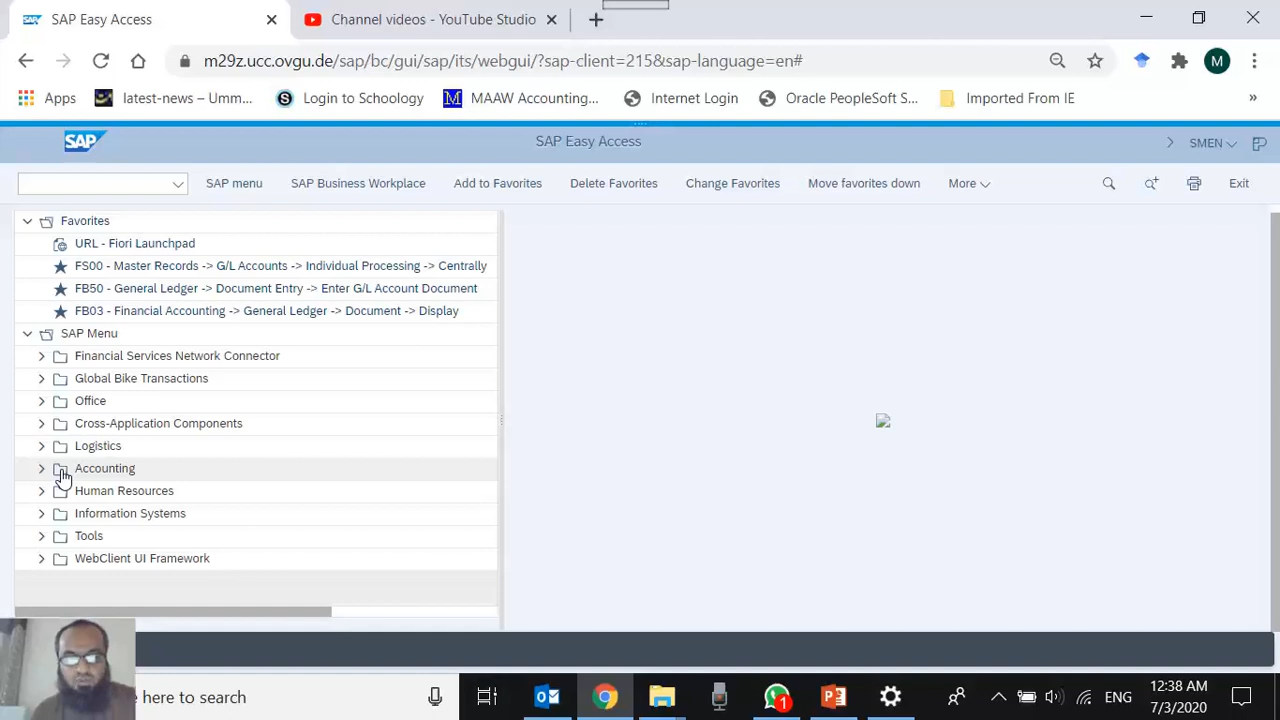 SAP Easy Access
Channel videos - YouTube Studio
m29z.ucc.ovgu.de/sap/bc/gui/sap/its/webgui/?sap-client=215&sap-language=en#
M
Apps
latest-news – Umm...
Login to Schoology
MAAW Accounting...
Internet Login
Oracle PeopleSoft S...
Imported From IE
SAP
SAP Easy Access
SMEN
SAP menu
SAP Business Workplace
Add to Favorites
Delete Favorites
Change Favorites
Move favorites down
More
Exit
Favorites
URL - Fiori Launchpad
FS00 - Master Records -> G/L Accounts -> Individual Processing -> Centrally
FB50 - General Ledger -> Document Entry -> Enter G/L Account Document
FB03 - Financial Accounting -> General Ledger -> Document -> Display
SAP Menu
Financial Services Network Connector
Global Bike Transactions
Office
Cross-Application Components
Logistics
Accounting
Human Resources
Information Systems
Tools
WebClient UI Framework
here to search
1
ENG
12:38 AM
7/3/2020